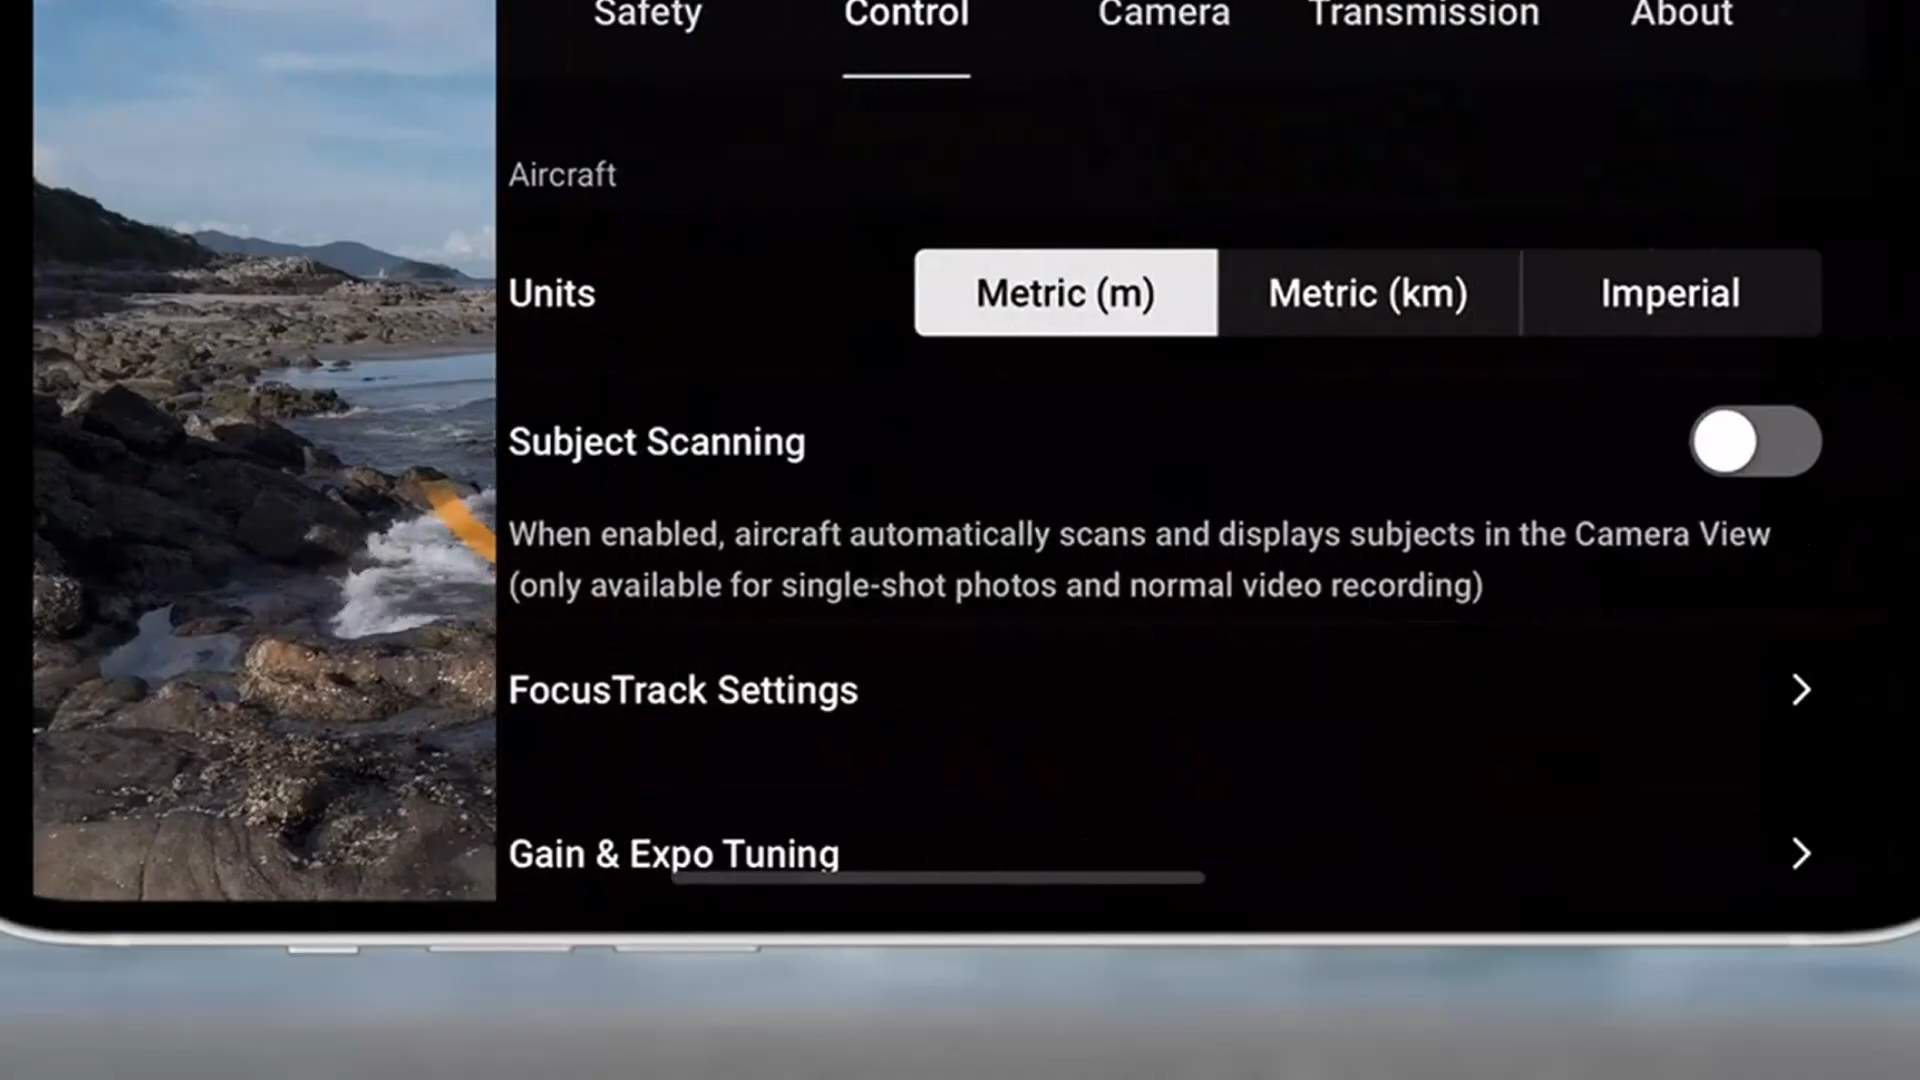 Safety Control Camera Transmission About
Aircraft
Units Metric (m) Metric (km) Imperial
Subject Scanning
When enabled, aircraft automatically scans and displays subjects in the Camera View
(only available for single-shot photos and normal video recording)
FocusTrack Settings
Gain & Expo Tuning